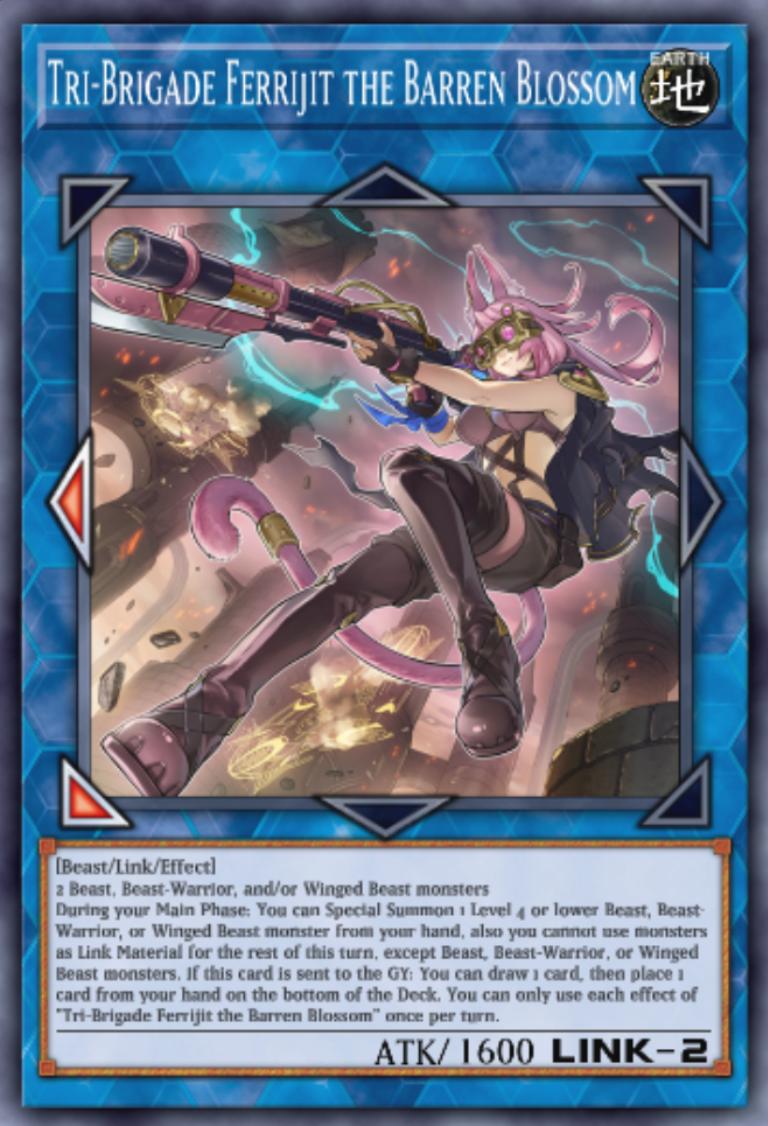 TRI-BRIGADE FERRIJIT THE BARREN BLOSSOM
EARTH
地
[Beast/Link/Effect]
2 Beast, Beast-Warrior, and/or Winged Beast monsters
During your Main Phase: You can Special Summon 1 Level 4 or lower Beast, Beast-
Warrior, or Winged Beast monster from your hand, also you cannot use monsters
as Link Material for the rest of this turn, except Beast, Beast-Warrior, or Winged
Beast monsters. If this card is sent to the GY: You can draw 1 card, then place 1
card from your hand on the bottom of the Deck. You can only use each effect of
"Tri-Brigade Ferrijit the Barren Blossom" once per turn.
ATK/ 1600 LINK-2